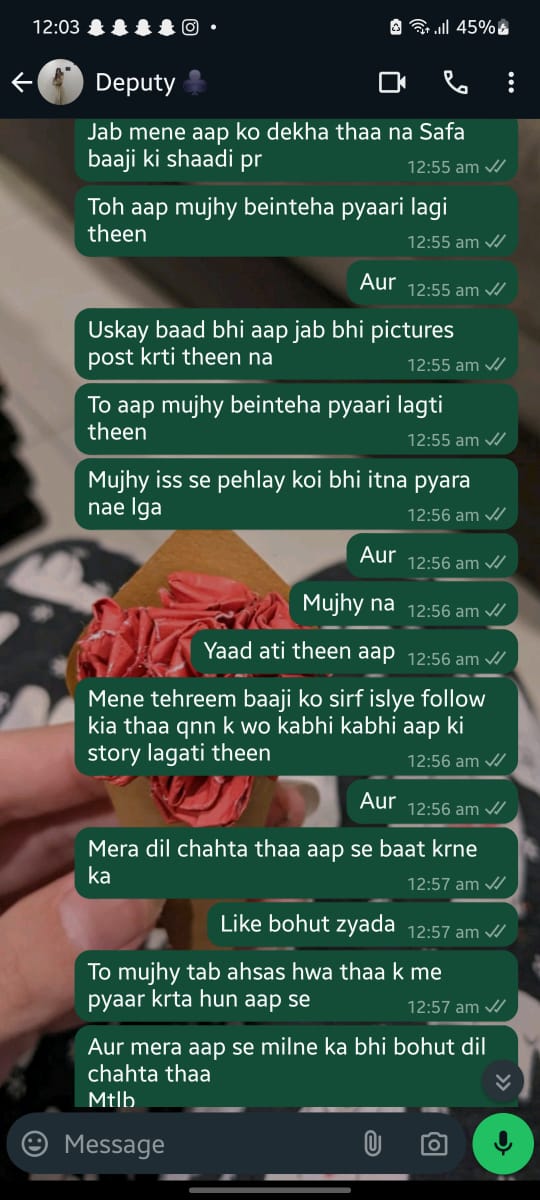 12:03
45%
Deputy
Jab mene aap ko dekha thaa na Safa
baaji ki shaadi pr
12:55 am
Toh aap mujhy beinteha pyaari lagi
theen
12:55 am
Aur
12:55 am
Uskay baad bhi aap jab bhi pictures
post krti theen na
12:55 am
To aap mujhy beinteha pyaari lagti
theen
12:55 am
Mujhy iss se pehlay koi bhi itna pyara
nae lga
12:56 am
Aur
12:56 am
Mujhy na
12:56 am
Yaad ati theen aap
12:56 am
Mene tehreem baaji ko sirf islye follow
kia thaa qnn k wo kabhi kabhi aap ki
story lagati theen
12:56 am
Aur
12:56 am
Mera dil chahta thaa aap se baat krne
ka
12:57 am
Like bohut zyada
12:57 am
To mujhy tab ahsas hwa thaa k me
pyaar krta hun aap se
12:57 am
Aur mera aap se milne ka bhi bohut dil
chahta thaa
Mtlb
Message